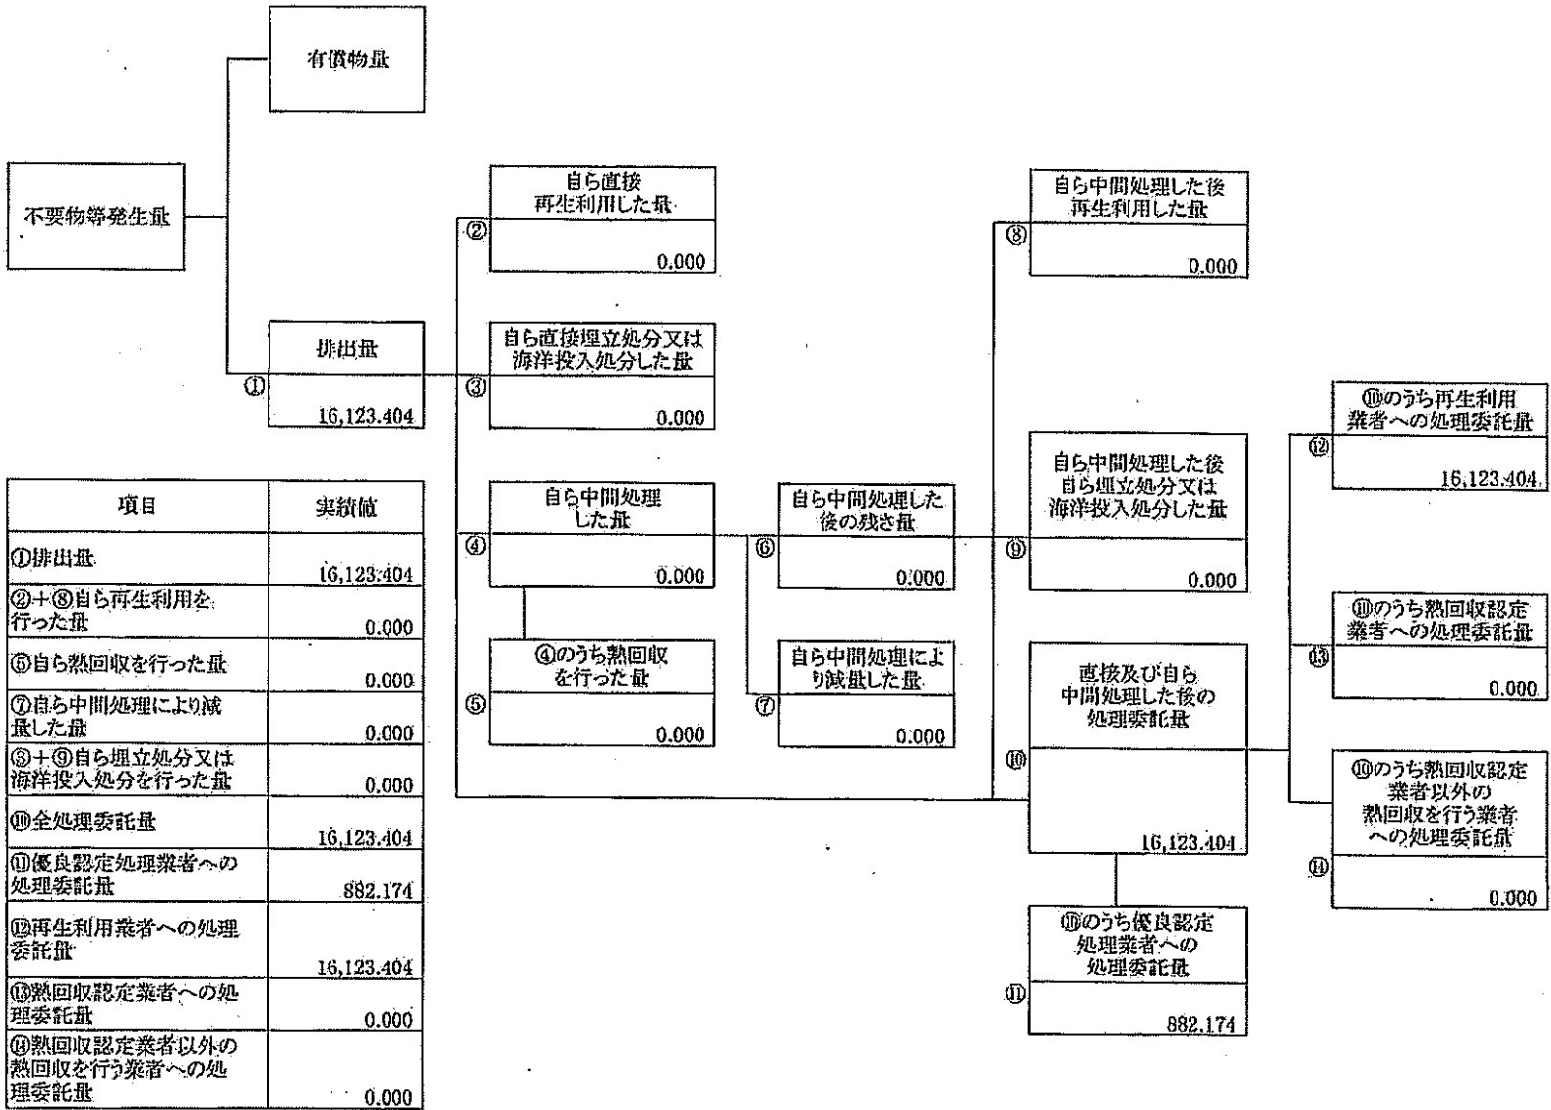 有償物量
不要物等発生量
排出量
①
16,123.404
自ら直接
再生利用した量
②
0.000
自ら直接埋立処分又は
海洋投入処分した量
③
0.000
自ら中間処理
した量
④
0.000
④のうち熱回収
を行った量
⑤
0.000
自ら中間処理した
後の残さ量
⑥
0.000
自ら中間処理によ
り減量した量
⑦
0.000
自ら中間処理した後
再生利用した量
⑧
0.000
自ら中間処理した後
自ら埋立処分又は
海洋投入処分した量
⑨
0.000
直接及び自ら
中間処理した後の
処理委託量
⑩
16,123.404
⑩のうち優良認定
処理業者への
処理委託量
⑪
882.174
⑩のうち再生利用
業者への処理委託量
⑫
16,123.404
⑩のうち熱回収認定
業者への処理委託量
⑬
0.000
⑩のうち熱回収認定
業者以外の
熱回収を行う業者
への処理委託量
⑭
0.000
項目 実績値
①排出量 16,123.404
②+⑧自ら再生利用を
行った量 0.000
⑤自ら熱回収を行った量 0.000
⑦自ら中間処理により減
量した量 0.000
③+⑨自ら埋立処分又は
海洋投入処分を行った量 0.000
⑩全処理委託量 16,123.404
⑪優良認定処理業者への
処理委託量 882.174
⑫再生利用業者への処理
委託量 16,123.404
⑬熱回収認定業者への処
理委託量 0.000
⑭熱回収認定業者以外の
熱回収を行う業者への処
理委託量 0.000